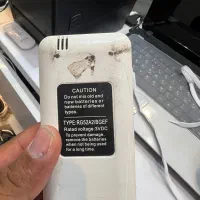 CAUTION
Do not mix old and
new batteries or
batteries of different
types.
TYPE:RG52A2/BGEF
Rated voltage:3VDC
To prevent damage,
remove the batteries
when not being used
for a long time.